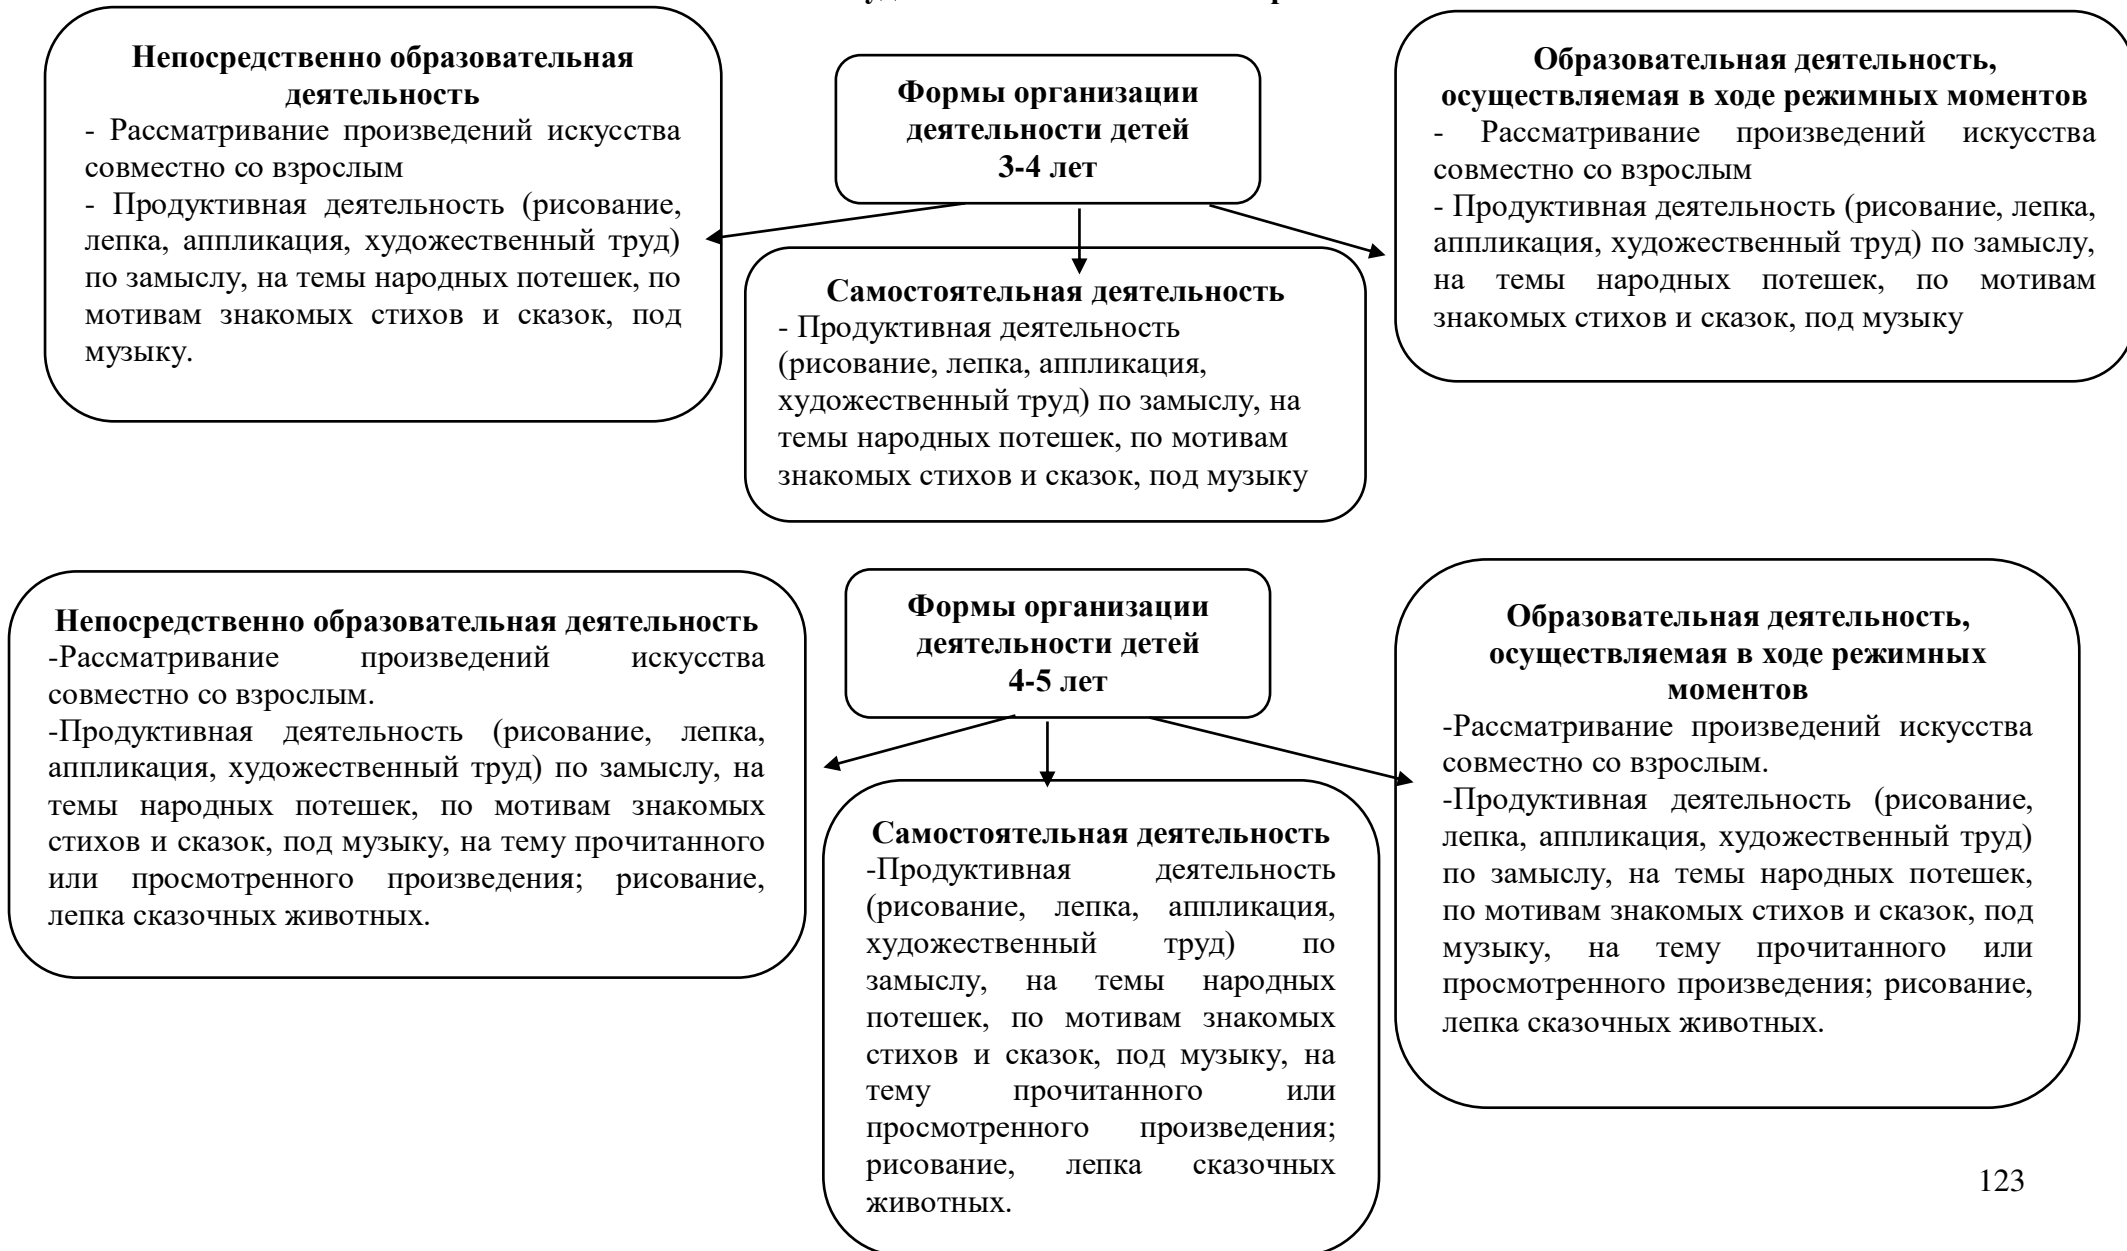 Непосредственно образовательная
деятельность
- Рассматривание произведений искусства
совместно со взрослым
- Продуктивная деятельность (рисование,
лепка, аппликация, художественный труд)
по замыслу, на темы народных потешек, по
мотивам знакомых стихов и сказок, под
музыку.
Формы организации
деятельности детей
3-4 лет
Образовательная деятельность,
осуществляемая в ходе режимных моментов
- Рассматривание произведений искусства
совместно со взрослым
- Продуктивная деятельность (рисование, лепка,
аппликация, художественный труд) по замыслу,
на темы народных потешек, по мотивам
знакомых стихов и сказок, под музыку
Самостоятельная деятельность
- Продуктивная деятельность
(рисование, лепка, аппликация,
художественный труд) по замыслу, на
темы народных потешек, по мотивам
знакомых стихов и сказок, под музыку
Непосредственно образовательная деятельность
-Рассматривание произведений искусства
совместно со взрослым.
-Продуктивная деятельность (рисование, лепка,
аппликация, художественный труд) по замыслу, на
темы народных потешек, по мотивам знакомых
стихов и сказок, под музыку, на тему прочитанного
или просмотренного произведения; рисование,
лепка сказочных животных.
Формы организации
деятельности детей
4-5 лет
Образовательная деятельность,
осуществляемая в ходе режимных
моментов
-Рассматривание произведений искусства
совместно со взрослым.
-Продуктивная деятельность (рисование,
лепка, аппликация, художественный труд)
по замыслу, на темы народных потешек,
по мотивам знакомых стихов и сказок, под
музыку, на тему прочитанного или
просмотренного произведения; рисование,
лепка сказочных животных.
Самостоятельная деятельность
-Продуктивная деятельность
(рисование, лепка, аппликация,
художественный труд) по
замыслу, на темы народных
потешек, по мотивам знакомых
стихов и сказок, под музыку, на
тему прочитанного или
просмотренного произведения;
рисование, лепка сказочных
животных.
123